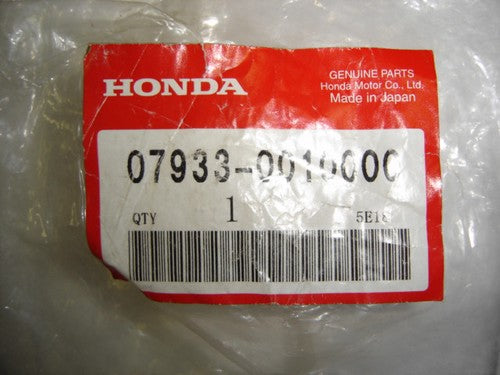 HONDA
GENUINE PARTS
Honda Motor Co., Ltd.
Made in Japan
07933-0010000
QTY 1 5E18